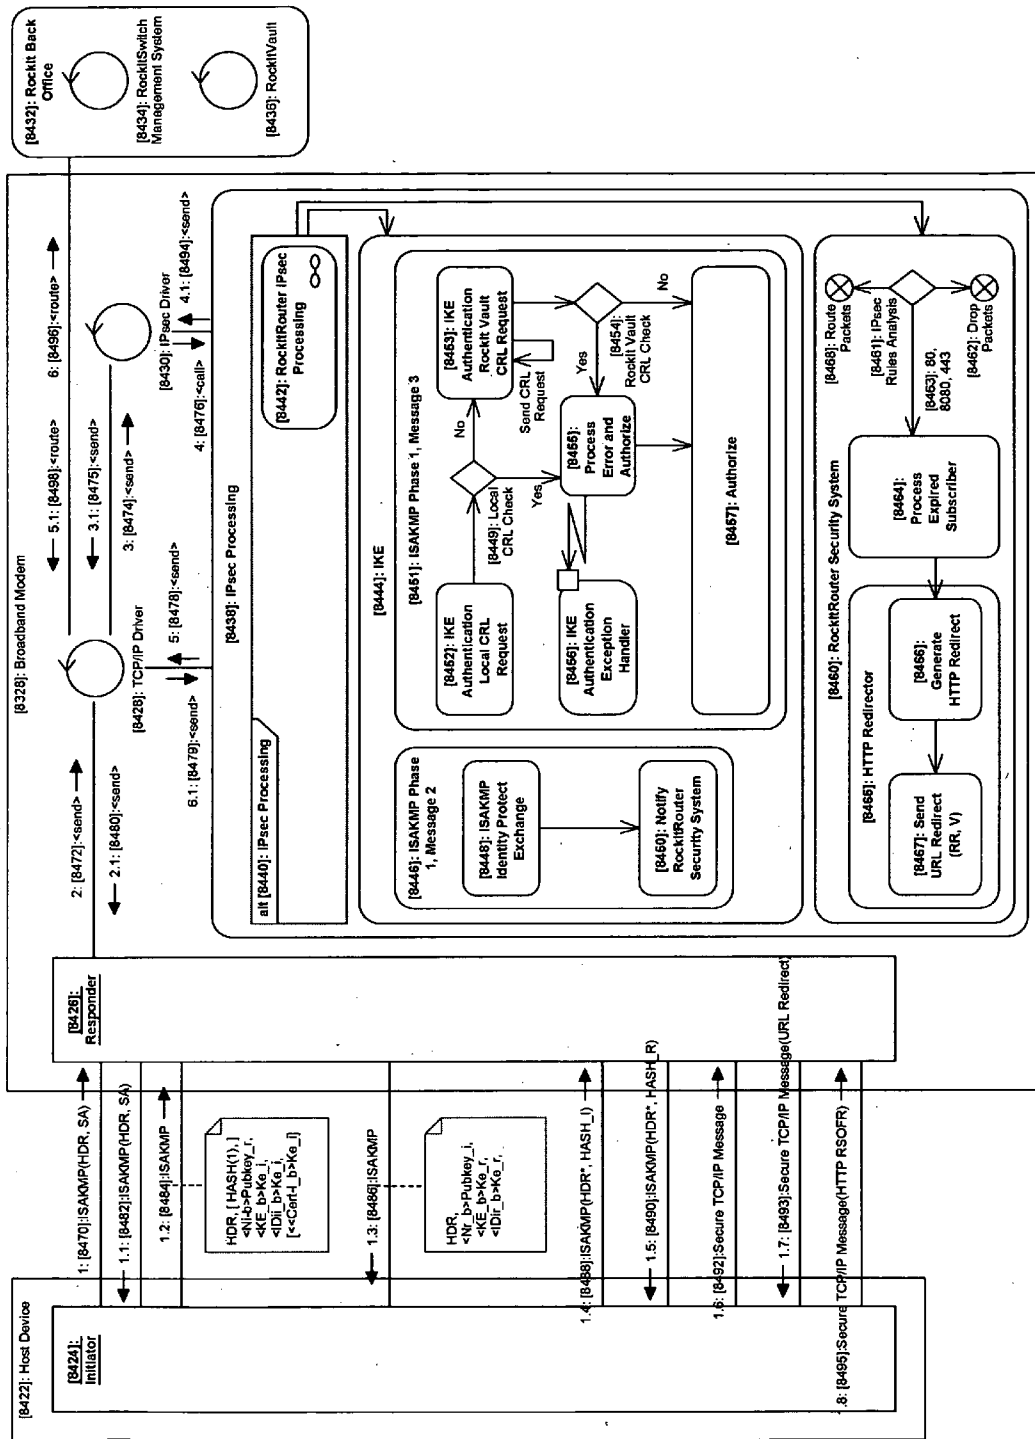 [8422]: Host Device
[8424]:
Initiator
1: [8470]:ISAKMP(HDR, SA)
1.1: [8482]:ISAKMP(HDR, SA)
1.2: [8484]:ISAKMP
HDR, [ HASH(1), ]
<Ni-b>Pubkey_r,
<KE_b>Ke_i,
<IDii_b>Ke_i,
[<<Cert-I_b>Ke_i]
1.3: [8486]:ISAKMP
HDR,
<Nr_b>Pubkey_i,
<KE_b>Ke_r,
<IDir_b>Ke_r,
1.4: [8488]:ISAKMP(HDR*, HASH_I)
1.5: [8490]:ISAKMP(HDR*, HASH_R)
1.6: [8492]:Secure TCP/IP Message
1.7: [8493]:Secure TCP/IP Message(URL Redirect)
1.8: [8495]:Secure TCP/IP Message(HTTP RSOFR)
[8328]: Broadband Modem
[8426]:
Responder
2: [8472]:<send>
2.1: [8480]:<send>
[8428]: TCP/IP Driver
5.1: [8498]:<route>
6: [8496]:<route>
3.1: [8475]:<send>
3: [8474]:<send>
[8430]: IPsec Driver
6.1: [8479]:<send>
5: [8478]:<send>
4: [8476]:<call>
4.1: [8494]:<send>
[8432]: RockIt Back
Office
[8434]: RockItSwitch
Management System
[8436]: RockItVault
[8438]: IPsec Processing
alt [8440]: IPsec Processing
[8442]: RockItRouter IPsec
Processing
[8444]: IKE
[8446]: ISAKMP Phase
1, Message 2
[8448]: ISAKMP
Identity Protect
Exchange
[8450]: Notify
RockItRouter
Security System
[8451]: ISAKMP Phase 1, Message 3
[8452]: IKE
Authentication
Local CRL
Request
[8449]: Local
CRL Check
No
Yes
[8453]: IKE
Authentication
RockIt Vault
CRL Request
Send CRL
Request
[8454]:
RockIt Vault
CRL Check
Yes
No
[8455]:
Process
Error and
Authorize
[8456]: IKE
Authentication
Exception
Handler
[8457]: Authorize
[8460]: RockItRouter Security System
[8468]: Route
Packets
[8461]: IPsec
Rules Analysis
[8462]: Drop
Packets
[8463]: 80,
8080, 443
[8464]:
Process
Expired
Subscriber
[8465]: HTTP Redirector
[8466]:
Generate
HTTP Redirect
[8467]: Send
URL Redirect
(RR, V)